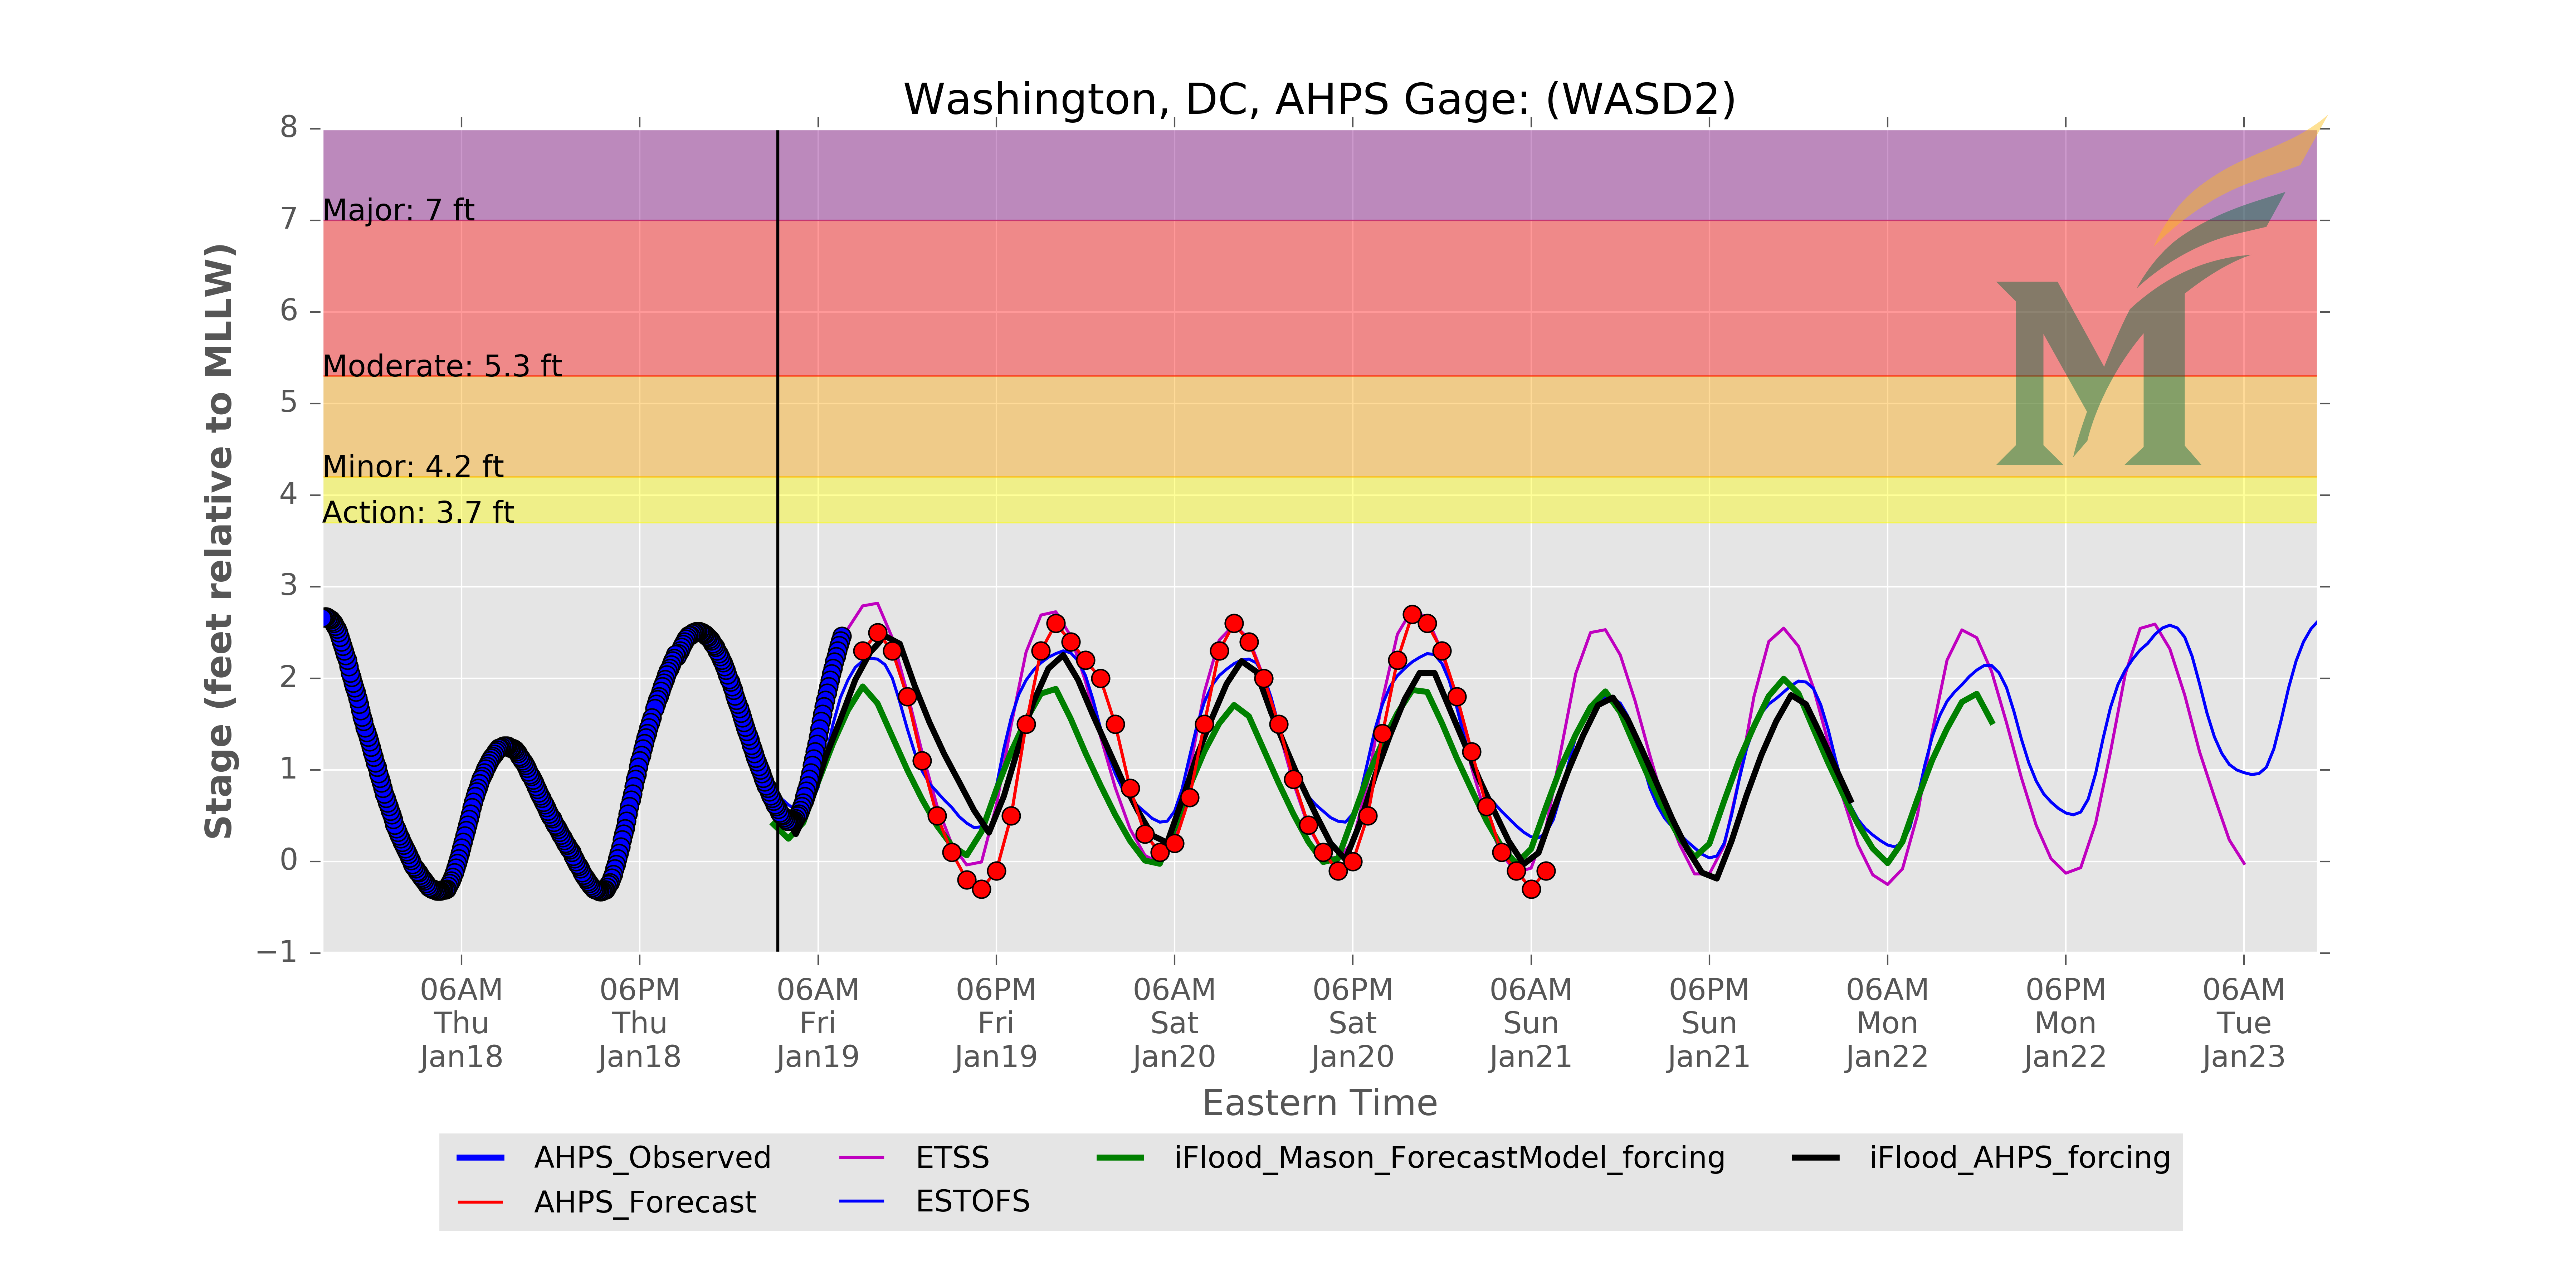 Washington, DC, AHPS Gage: (WASD2)
8
7
6
5
4
3
2
1
0
−1
Stage (feet relative to MLLW)
Major: 7 ft
Moderate: 5.3 ft
Minor: 4.2 ft
Action: 3.7 ft
M
06AM 06PM 06AM 06PM 06AM 06PM 06AM 06PM 06AM 06PM 06AM
Thu Thu Fri Fri Sat Sat Sun Sun Mon Mon Tue
Jan18 Jan18 Jan19 Jan19 Jan20 Jan20 Jan21 Jan21 Jan22 Jan22 Jan23
Eastern Time
AHPS_Observed ETSS iFlood_Mason_ForecastModel_forcing iFlood_AHPS_forcing
AHPS_Forecast ESTOFS